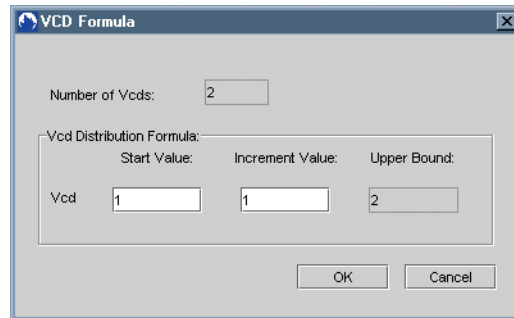 VCD Formula
Number of Vcds: 2
Vcd Distribution Formula:
Start Value: Increment Value: Upper Bound:
Vcd 1 1 2
OK Cancel